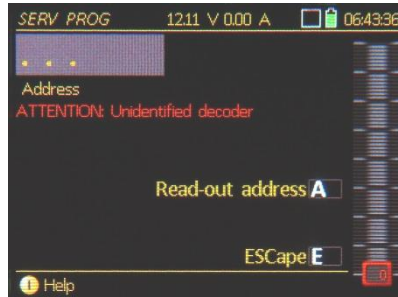 SERV PROG 12.11 V 0.00 A 06:43:36
. . .
Address
ATTENTION: Unidentified decoder
Read-out address A
ESCape E
0
i Help